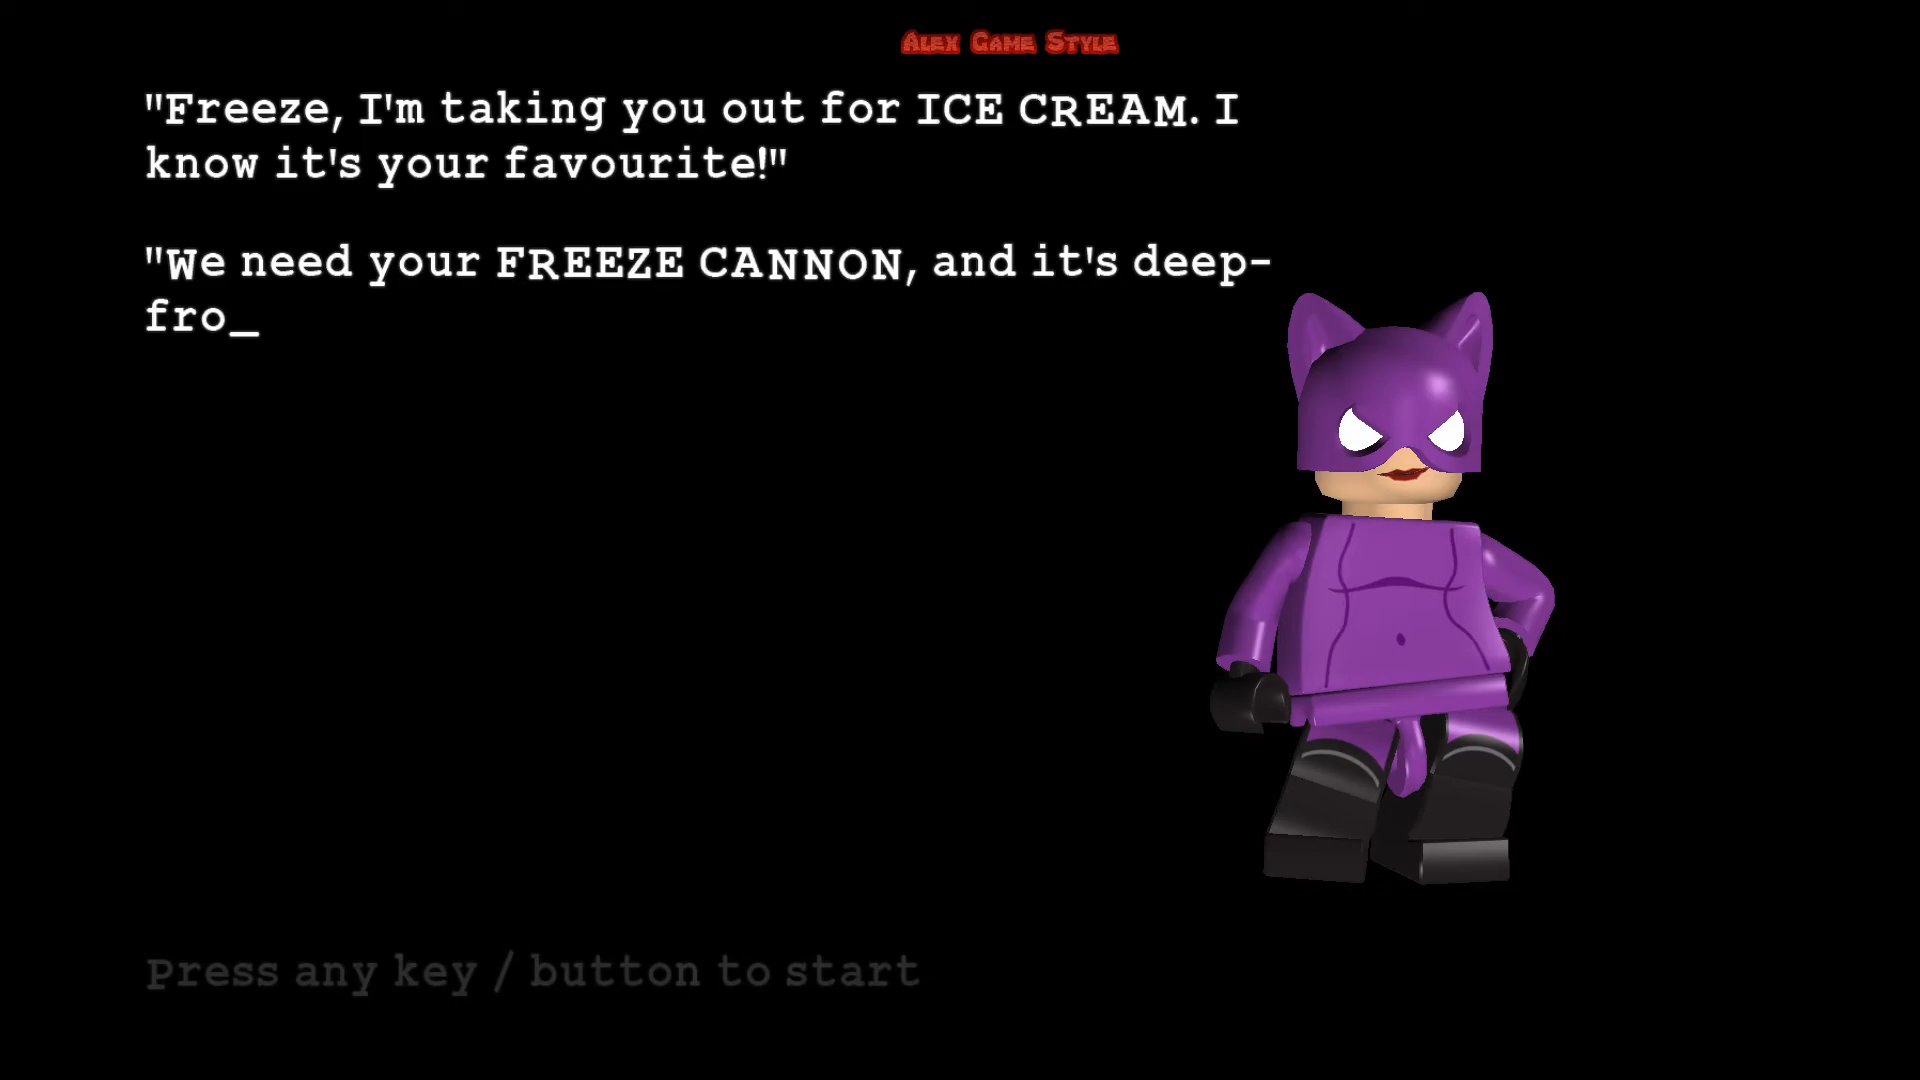 Alex Game Style
"Freeze, I'm taking you out for ICE CREAM. I
know it's your favourite!"
"We need your FREEZE CANNON, and it's deep-
fro_
Press any key / button to start